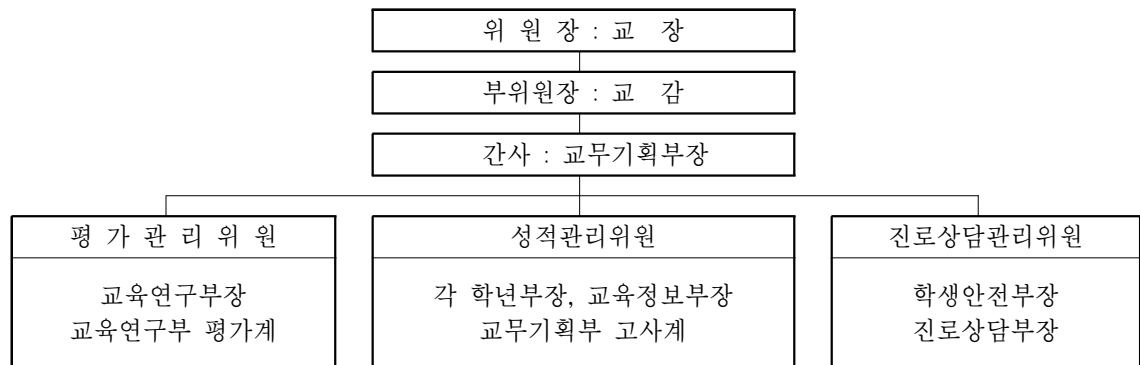 위 원 장 : 교 장
부위원장 : 교 감
간사 : 교무기획부장
평 가 관 리 위 원
교육연구부장
교육연구부 평가계
성적관리위원
각 학년부장, 교육정보부장
교무기획부 고사계
진로상담관리위원
학생안전부장
진로상담부장